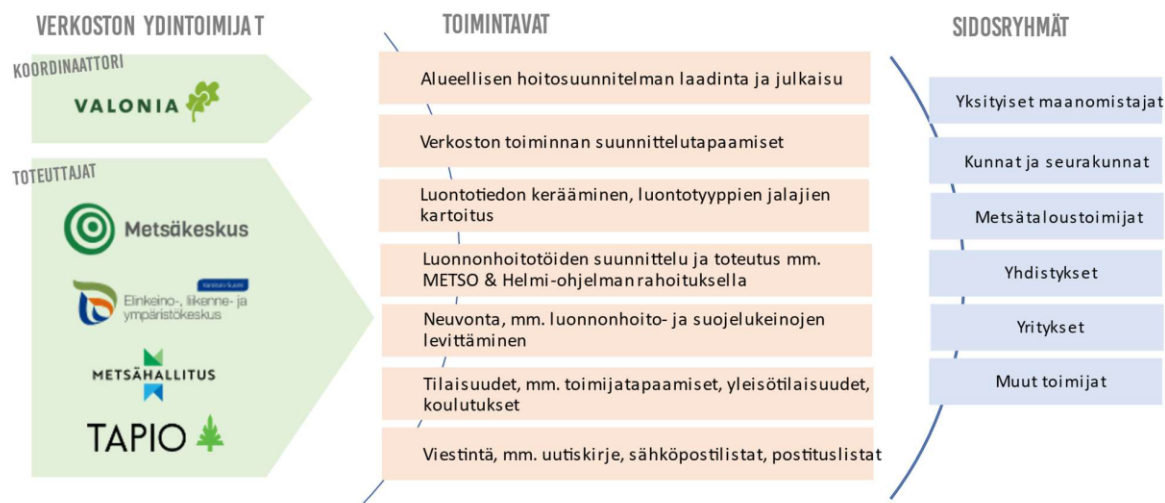 VERKOSTON YDINTOIMIJAT
KOORDINAATTORI
VALONIA
TOTEUTTAJAT
Metsäkeskus
Elinkeino-, liikenne- ja
ympäristökeskus
METSÄHALLITUS
TAPIO
TOIMINTAVAT
Alueellisen hoitosuunnitelman laadinta ja julkaisu
Verkoston toiminnan suunnittelutapaamiset
Luontotiedon kerääminen, luontotyyppien jalajien
kartoitus
Luonnonhoitotöiden suunnittelu ja toteutus mm.
METSO & Helmi-ohjelman rahoituksella
Neuvonta, mm. luonnonhoito- ja suojelukeinojen
levittäminen
Tilaisuudet, mm. toimijatapaamiset, yleisötilaisuudet,
koulutukset
Viestintä, mm. uutiskirje, sähköpostilistat, postituslistat
SIDOSRYHMÄT
Yksityiset maanomistajat
Kunnat ja seurakunnat
Metsätaloustoimijat
Yhdistykset
Yritykset
Muut toimijat